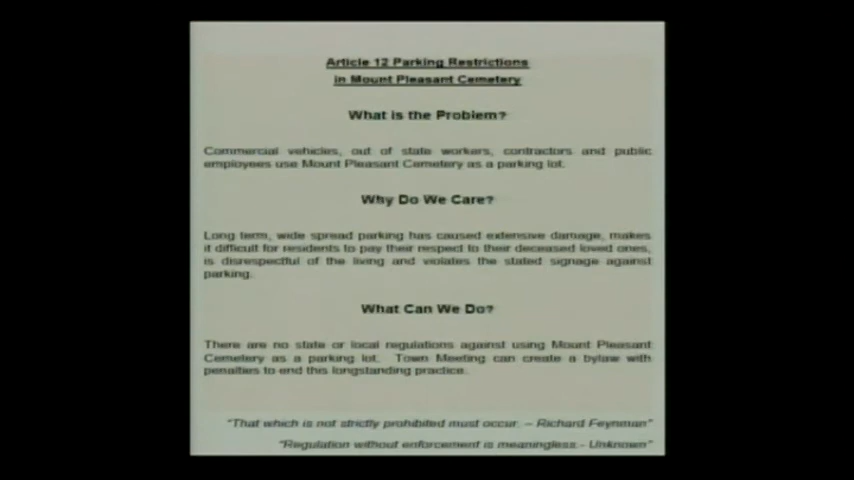 Article 12 Parking Restrictions
in Mount Pleasant Cemetery
What is the Problem?
Commercial vehicles, out of state workers, contractors and public
employees use Mount Pleasant Cemetery as a parking lot.
Why Do We Care?
Long term, wide spread parking has caused extensive damage, makes
it difficult for residents to pay their respect to their deceased loved ones,
is disrespectful of the living and violates the stated signage against
parking.
What Can We Do?
There are no state or local regulations against using Mount Pleasant
Cemetery as a parking lot. Town Meeting can create a bylaw with
penalties to end this longstanding practice.
"That which is not strictly prohibited must occur. – Richard Feynman"
"Regulation without enforcement is meaningless - Unknown"